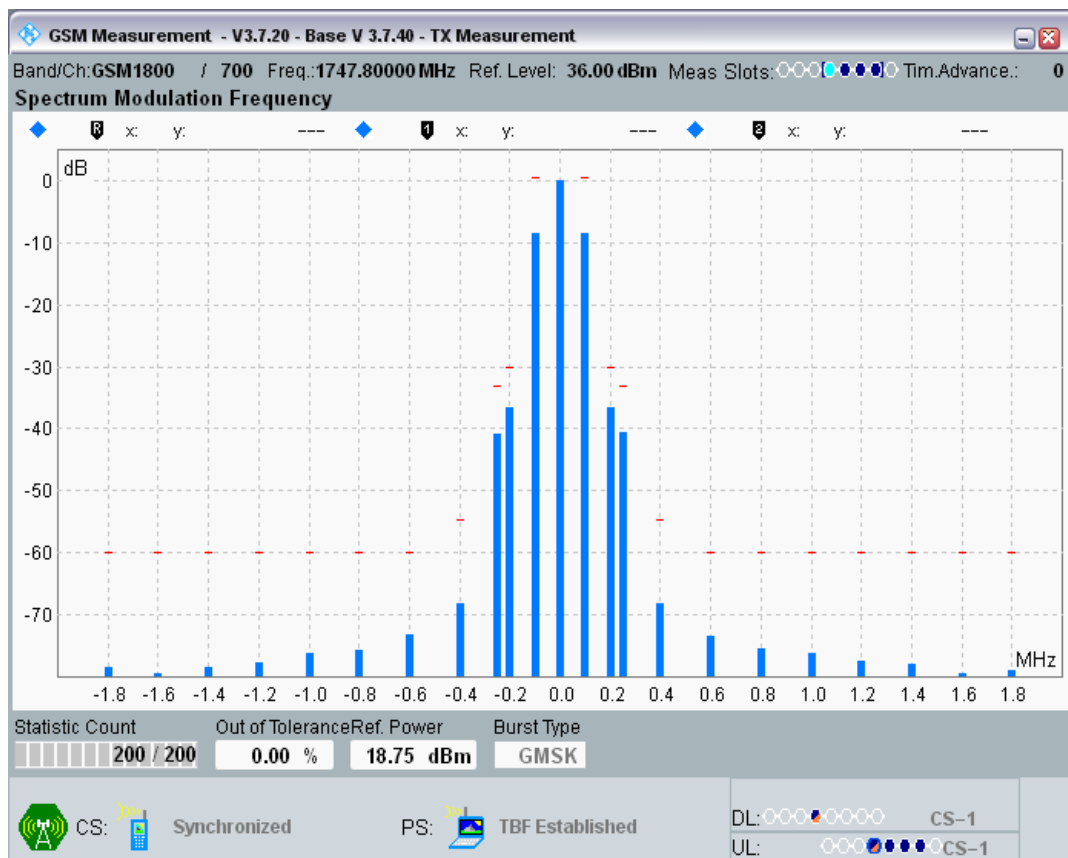 GSM Measurement - V3.7.20 - Base V 3.7.40 - TX Measurement
Band/Ch:GSM1800 / 700 Freq.:1747.80000 MHz Ref. Level: 36.00 dBm Meas Slots: Tim.Advance.: 0
Spectrum Modulation Frequency
R x: y: --- 1 x: y: --- 2 x: y: ---
dB
0
-10
-20
-30
-40
-50
-60
-70
MHz
-1.8 -1.6 -1.4 -1.2 -1.0 -0.8 -0.6 -0.4 -0.2 0.0 0.2 0.4 0.6 0.8 1.0 1.2 1.4 1.6 1.8
Statistic Count Out of Tolerance Ref. Power Burst Type
200 / 200 0.00 % 18.75 dBm GMSK
CS: Synchronized PS: TBF Established DL: CS-1
UL: CS-1